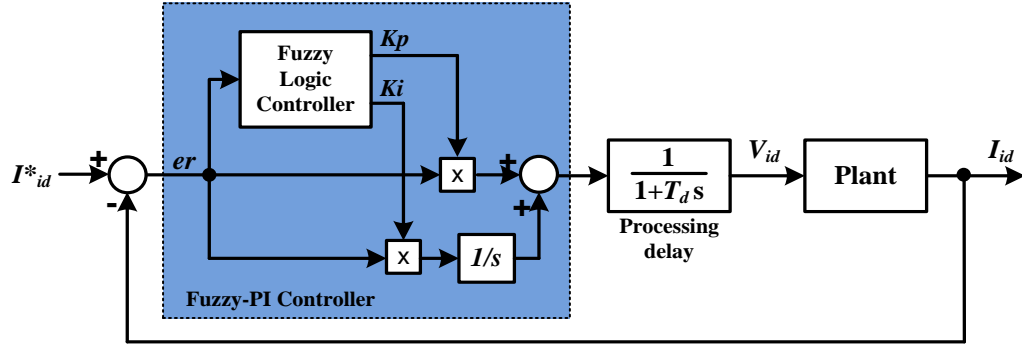 Kp
Fuzzy
Logic
Controller
Ki
I*id
+
-
er
x
+
+
x
1/s
1
1+Td s
Processing
delay
Vid
Plant
Iid
Fuzzy-PI Controller